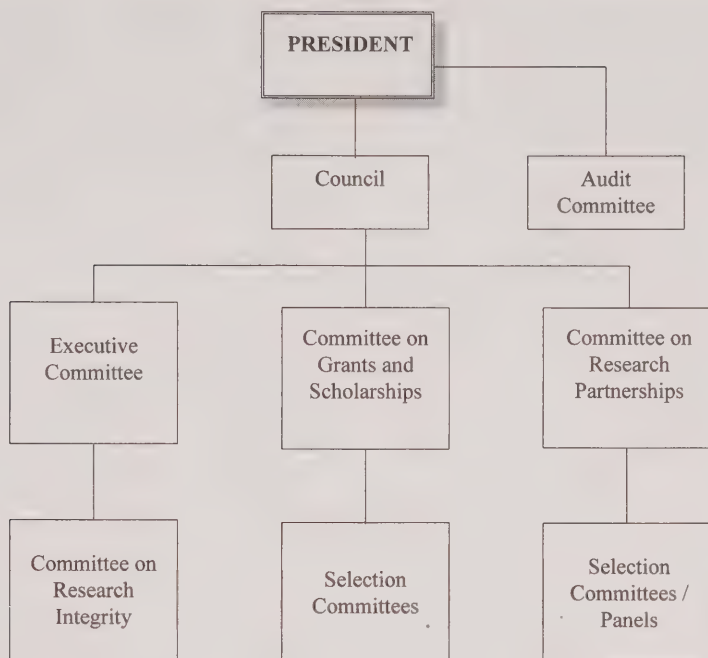 PRESIDENT
Council
Audit
Committee
Executive
Committee
Committee on
Grants and
Scholarships
Committee on
Research
Partnerships
Committee on
Research
Integrity
Selection
Committees
Selection
Committees /
Panels